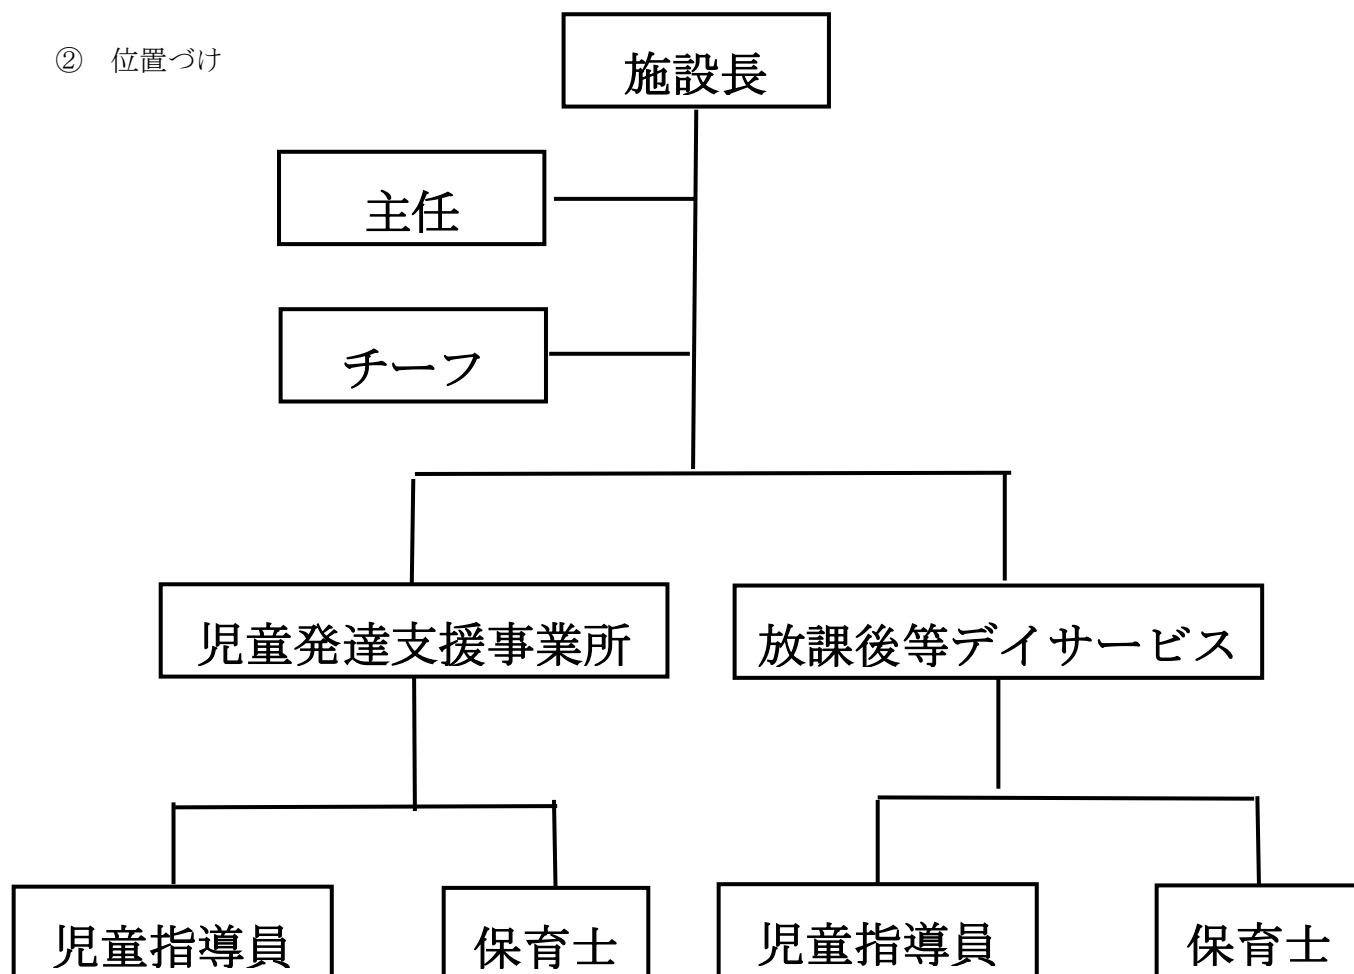 ② 位置づけ
施設長
主任
チーフ
児童発達支援事業所
放課後等デイサービス
児童指導員
保育士
児童指導員
保育士